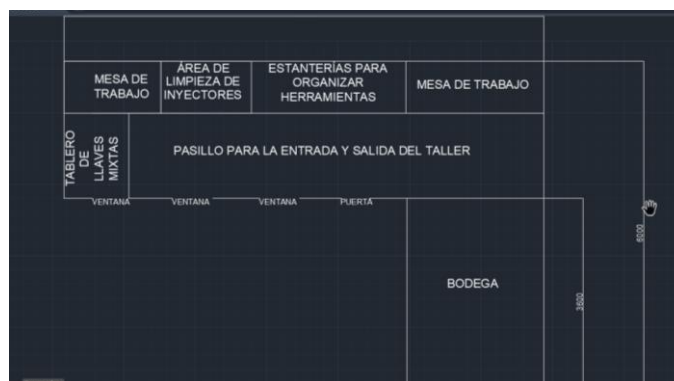 MESA DE
TRABAJO
ÁREA DE
LIMPIEZA DE
INYECTORES
ESTANTERÍAS PARA
ORGANIZAR
HERRAMIENTAS
MESA DE TRABAJO
TABLERO
DE
LLAVES
MIXTAS
PASILLO PARA LA ENTRADA Y SALIDA DEL TALLER
VENTANA
VENTANA
VENTANA
PUERTA
6000
BODEGA
3600